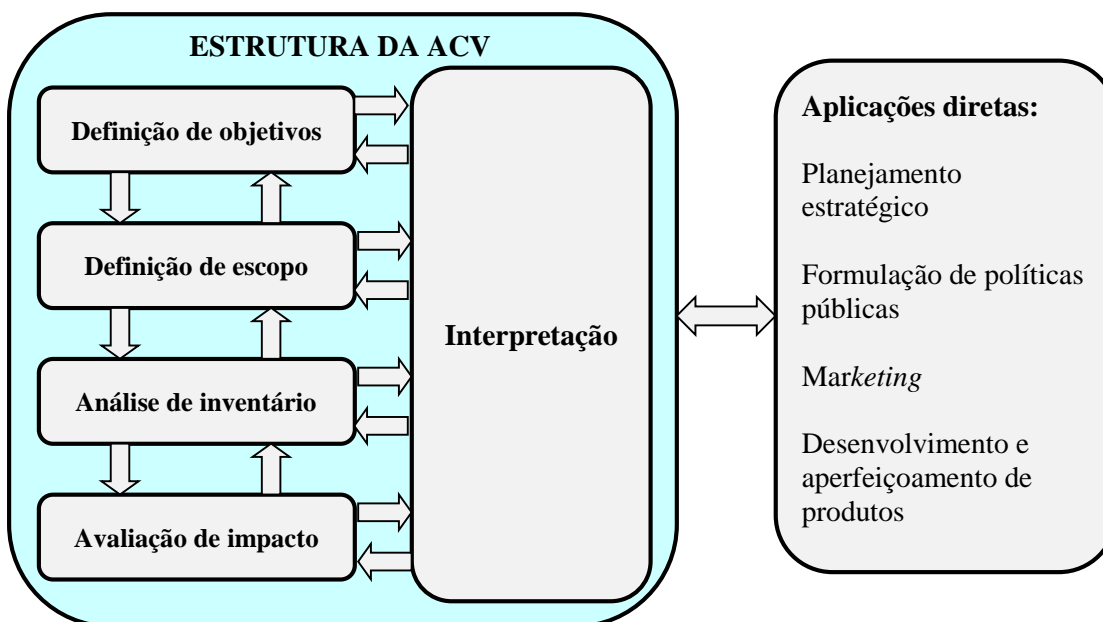 ESTRUTURA DA ACV
Definição de objetivos
Definição de escopo
Análise de inventário
Avaliação de impacto
Interpretação
Aplicações diretas:
Planejamento
estratégico
Formulação de políticas
públicas
Marketing
Desenvolvimento e
aperfeiçoamento de
produtos